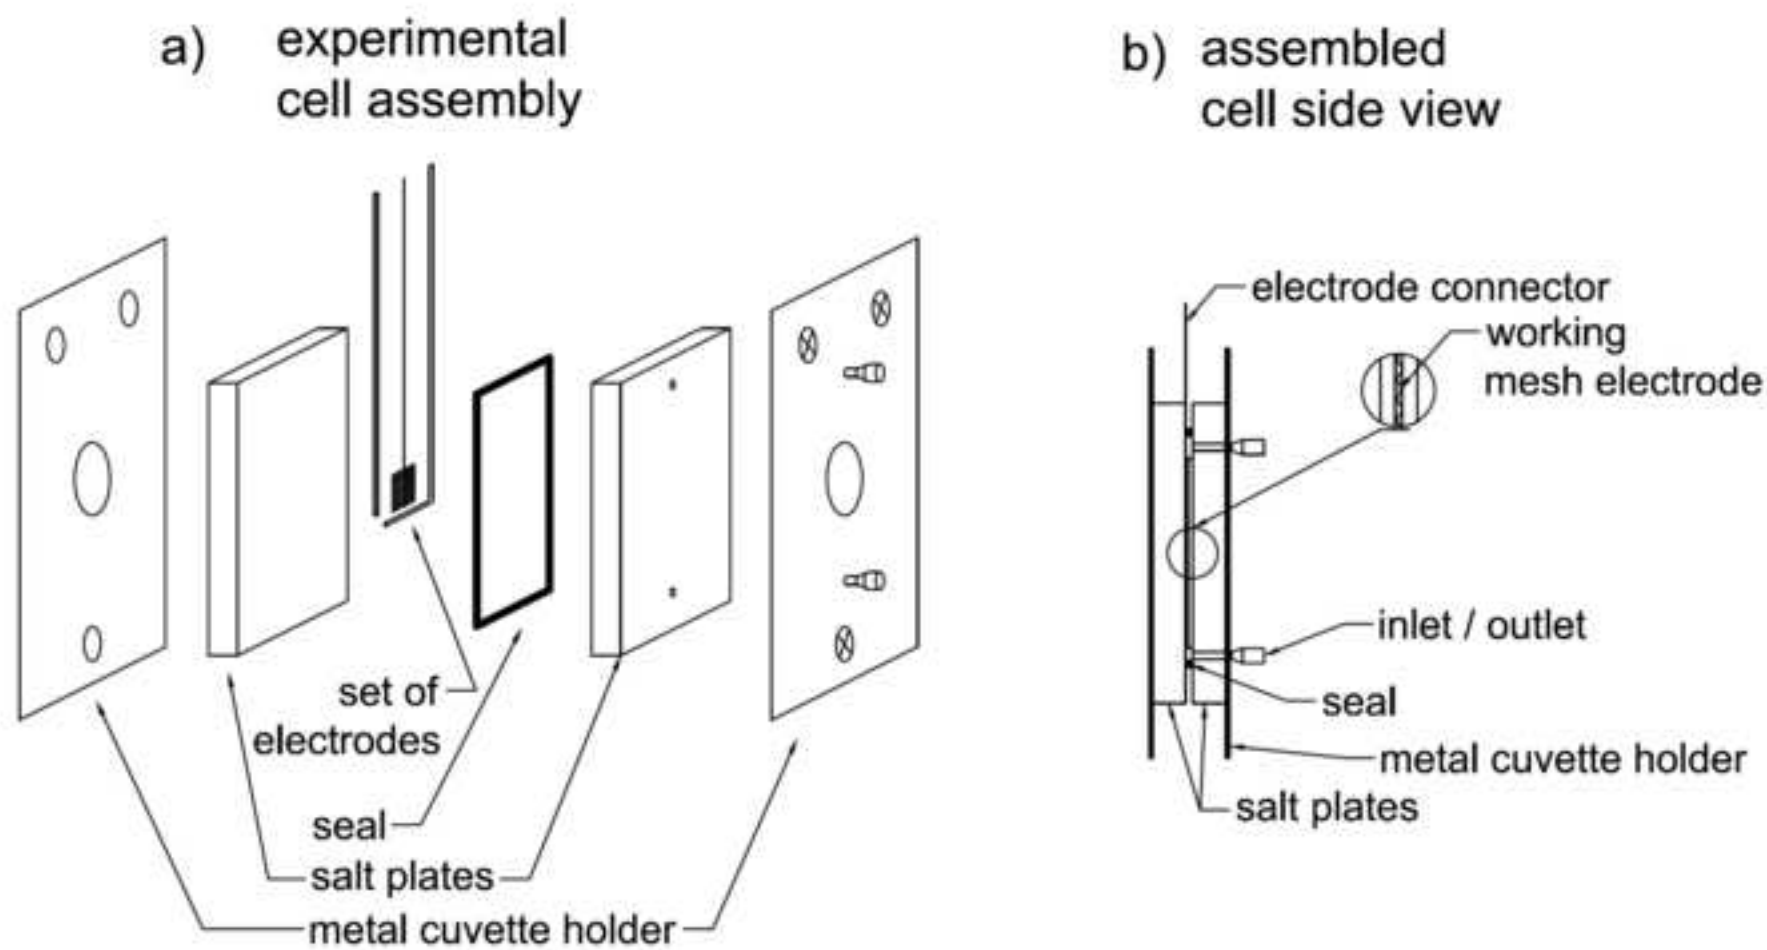 a) experimental
cell assembly
set of
electrodes
seal
salt plates
metal cuvette holder
b) assembled
cell side view
electrode connector
working
mesh electrode
inlet / outlet
seal
metal cuvette holder
salt plates